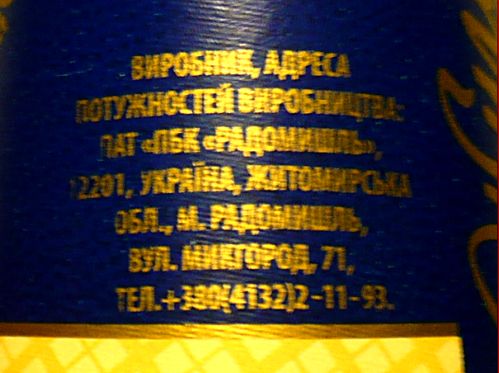 ВИРОБНИК, АДРЕСА
ПОТУЖНОСТЕЙ ВИРОБНИЦТВА:
ПАТ «ПБК «РАДОМИШЛЬ»,
12201, УКРАЇНА, ЖИТОМИРСЬКА
ОБЛ., М. РАДОМИШЛЬ,
ВУЛ. МИКГОРОД, 71,
ТЕЛ.+380(4132)2-11-93.